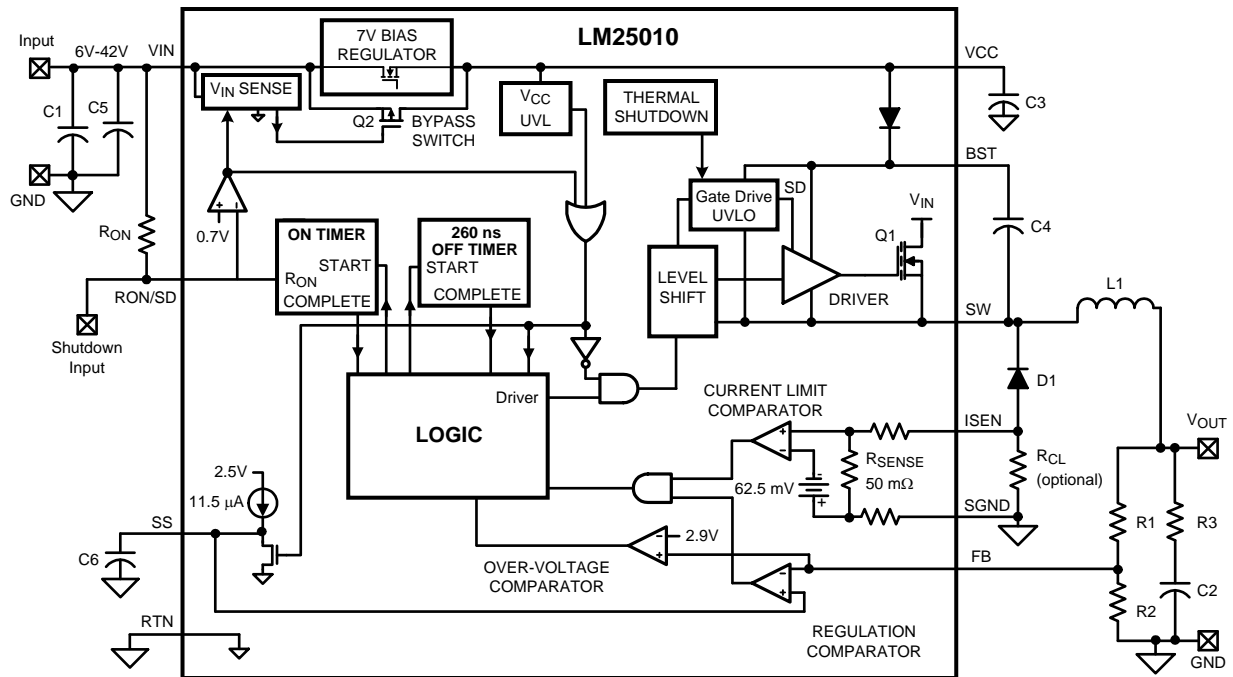 LM25010
Input
6V-42V
VIN
7V BIAS
REGULATOR
VCC
VIN SENSE
C1
C5
Q2
BYPASS
SWITCH
VCC
UVL
THERMAL
SHUTDOWN
C3
GND
BST
SD
Gate Drive
UVLO
VIN
Q1
C4
RON
0.7V
ON TIMER
START
RON
COMPLETE
260 ns
OFF TIMER
START
COMPLETE
LEVEL
SHIFT
DRIVER
SW
L1
RON/SD
Shutdown
Input
Driver
LOGIC
CURRENT LIMIT
COMPARATOR
D1
ISEN
VOUT
2.5V
11.5 µA
62.5 mV
-
+
+
-
RSENSE
50 mΩ
RCL
(optional)
SGND
R1
R3
SS
C6
2.9V
-
+
OVER-VOLTAGE
COMPARATOR
-
+
FB
R2
C2
RTN
REGULATION
COMPARATOR
GND
+
-